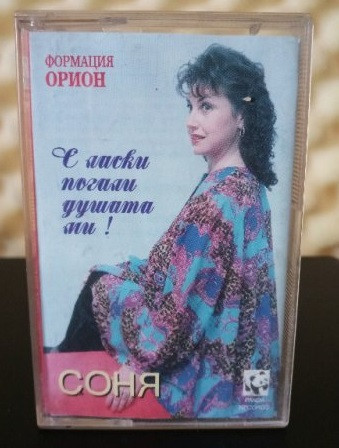 ФОРМАЦИЯ
ОРИОН
С ласки
погали
душата
ми !
СОНЯ